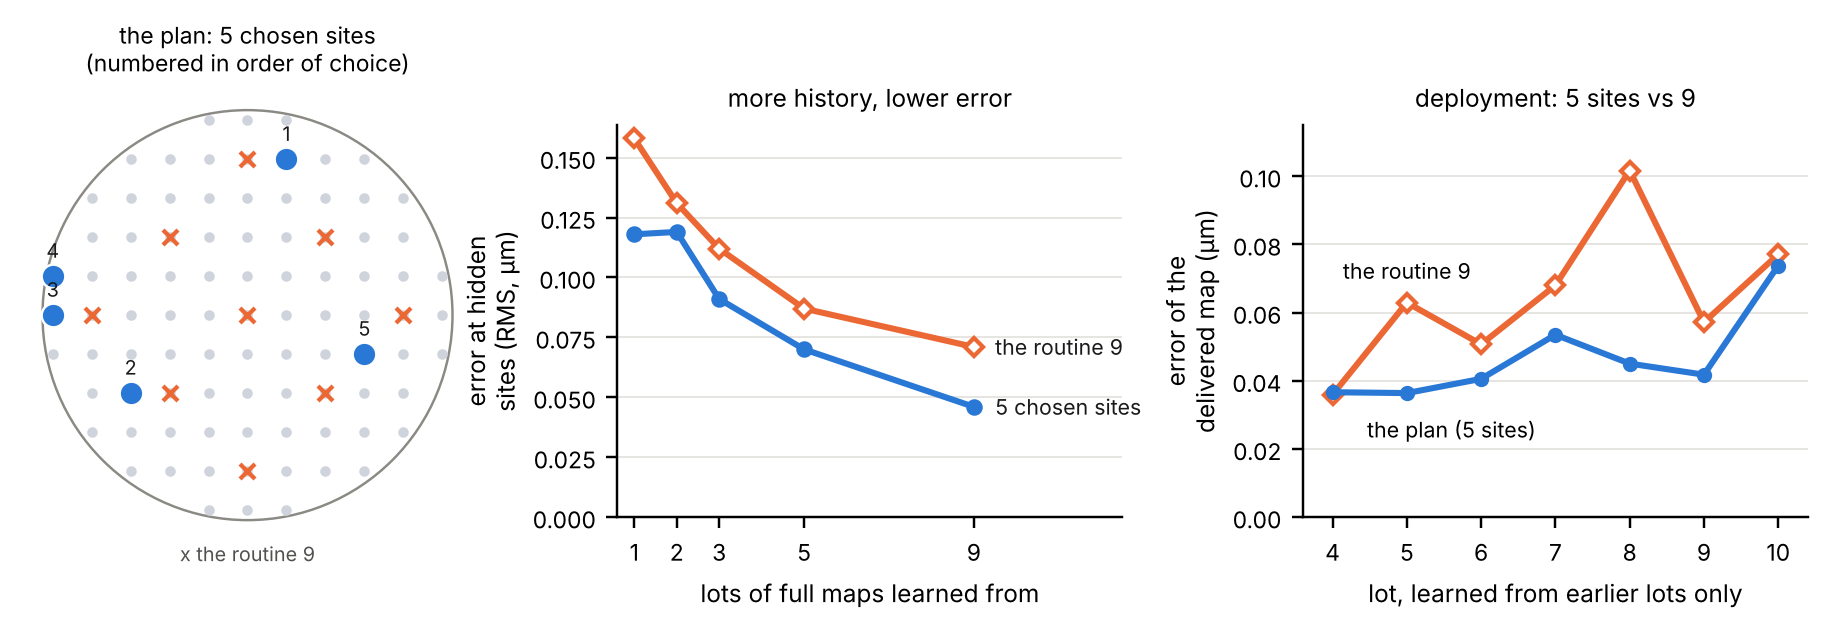 the plan: 5 chosen sites
(numbered in order of choice)
1
4
3
5
2
x the routine 9
more history, lower error
error at hidden
sites (RMS, µm)
0.150
0.125
0.100
0.075
0.050
0.025
0.000
the routine 9
5 chosen sites
1 2 3 5 9
lots of full maps learned from
deployment: 5 sites vs 9
error of the
delivered map (µm)
0.10
0.08
0.06
0.04
0.02
0.00
the routine 9
the plan (5 sites)
4 5 6 7 8 9 10
lot, learned from earlier lots only